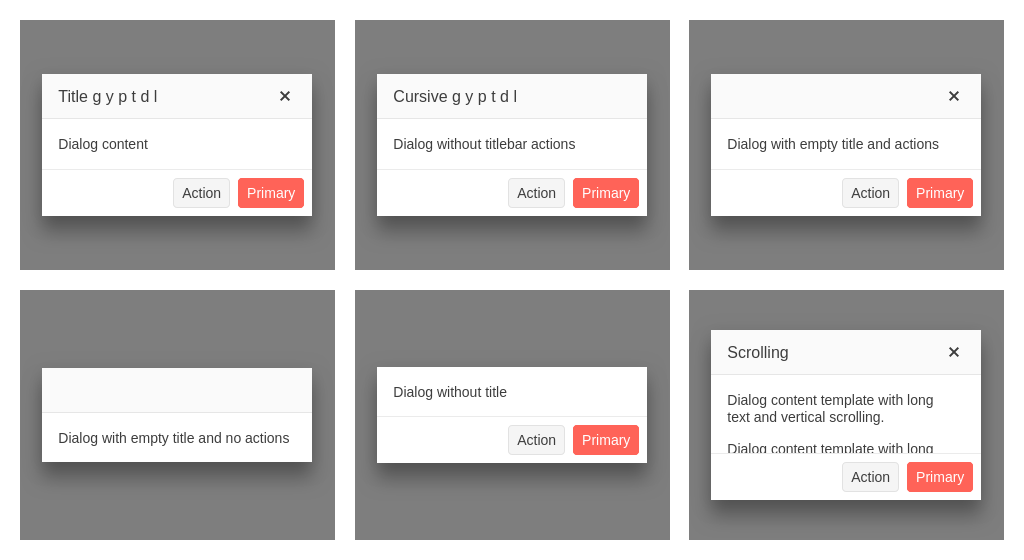 Title g y p t d l ✕
Dialog content
Action Primary
Cursive g y p t d l
Dialog without titlebar actions
Action Primary
✕
Dialog with empty title and actions
Action Primary
Dialog with empty title and no actions
Dialog without title
Action Primary
Scrolling ✕
Dialog content template with long
text and vertical scrolling.
Dialog content template with long
Action Primary